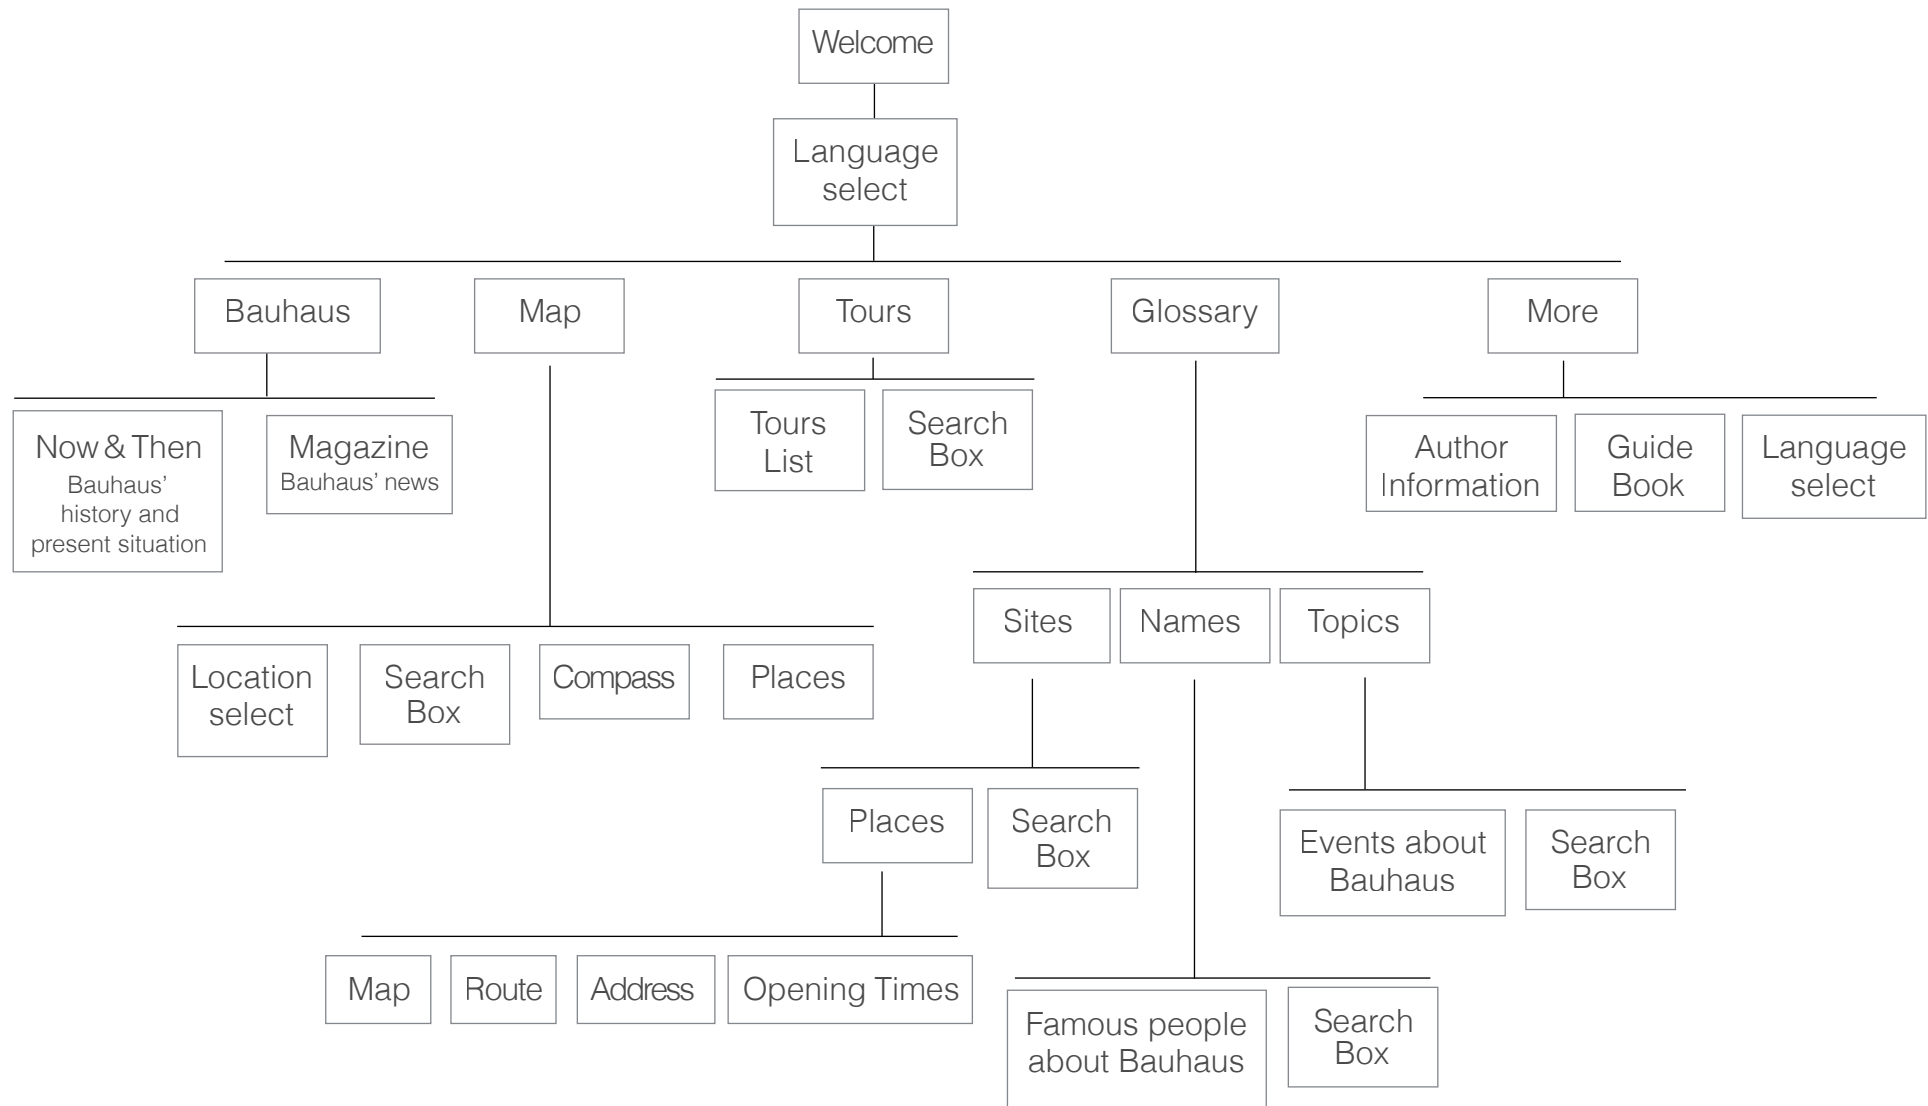 Welcome
Language
select
Bauhaus
Map
Tours
Glossary
More
Now & Then
Bauhaus’
history and
present situation
Magazine
Bauhaus’ news
Tours
List
Search
Box
Author
Information
Guide
Book
Language
select
Sites
Names
Topics
Location
select
Search
Box
Compass
Places
Places
Search
Box
Events about
Bauhaus
Search
Box
Map
Route
Address
Opening Times
Famous people
about Bauhaus
Search
Box